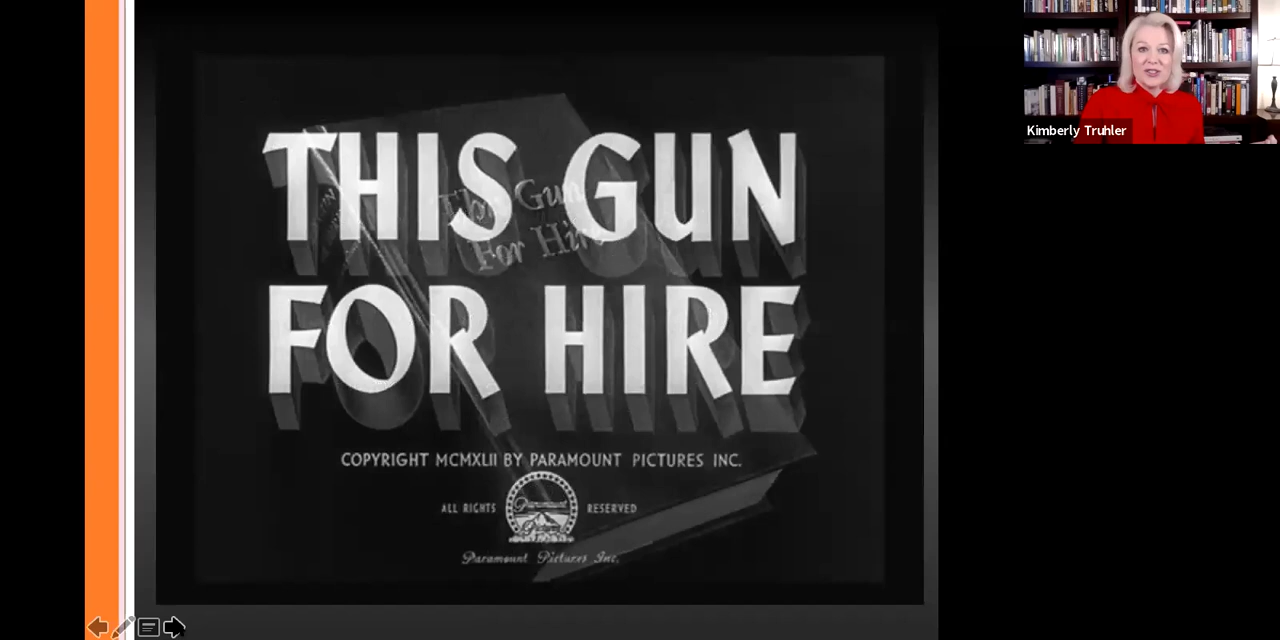 THIS GUN
FOR HIRE
This Gun
For Hire
COPYRIGHT MCMXLII BY PARAMOUNT PICTURES INC.
ALL RIGHTS
Paramount
RESERVED
Paramount Pictures Inc.
Kimberly Truhler